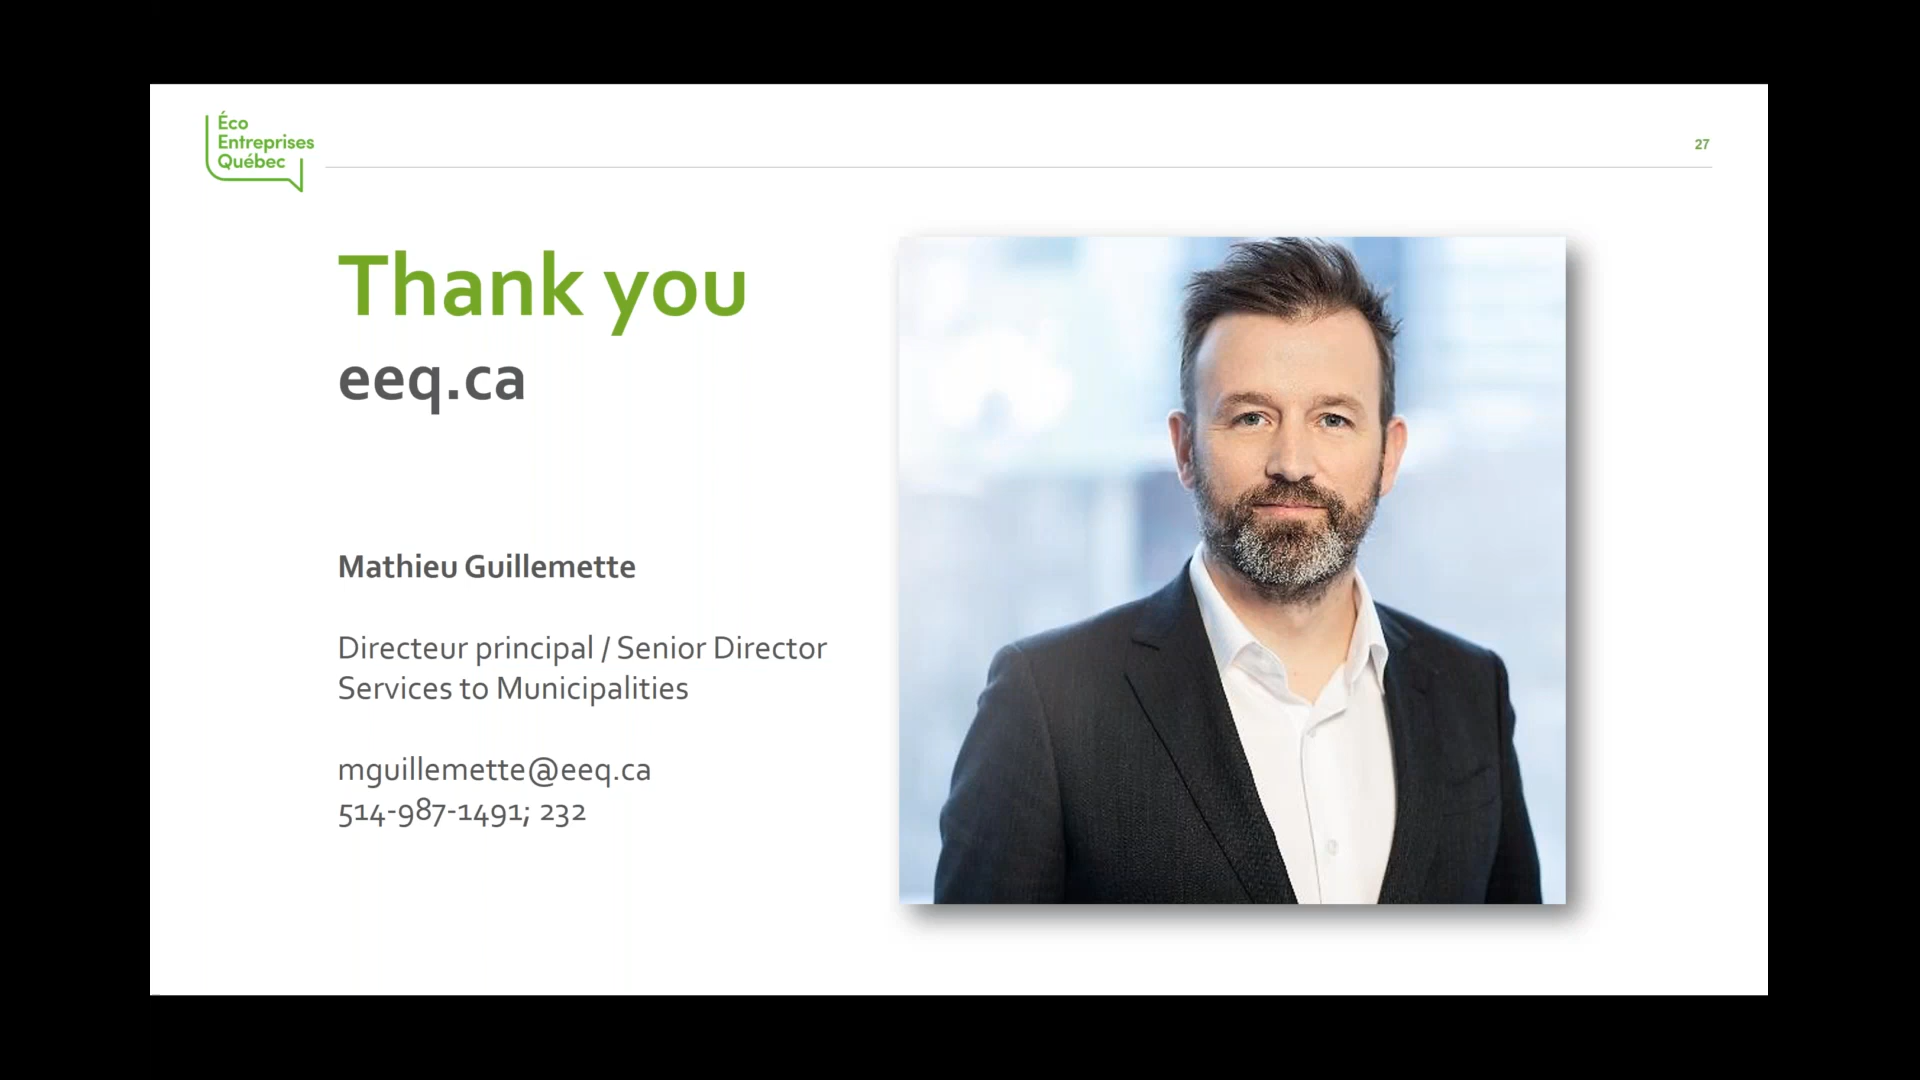 Éco
Entreprises
Québec
27
Thank you
eeq.ca
Mathieu Guillemette
Directeur principal / Senior Director
Services to Municipalities
mguillemette@eeq.ca
514-987-1491; 232